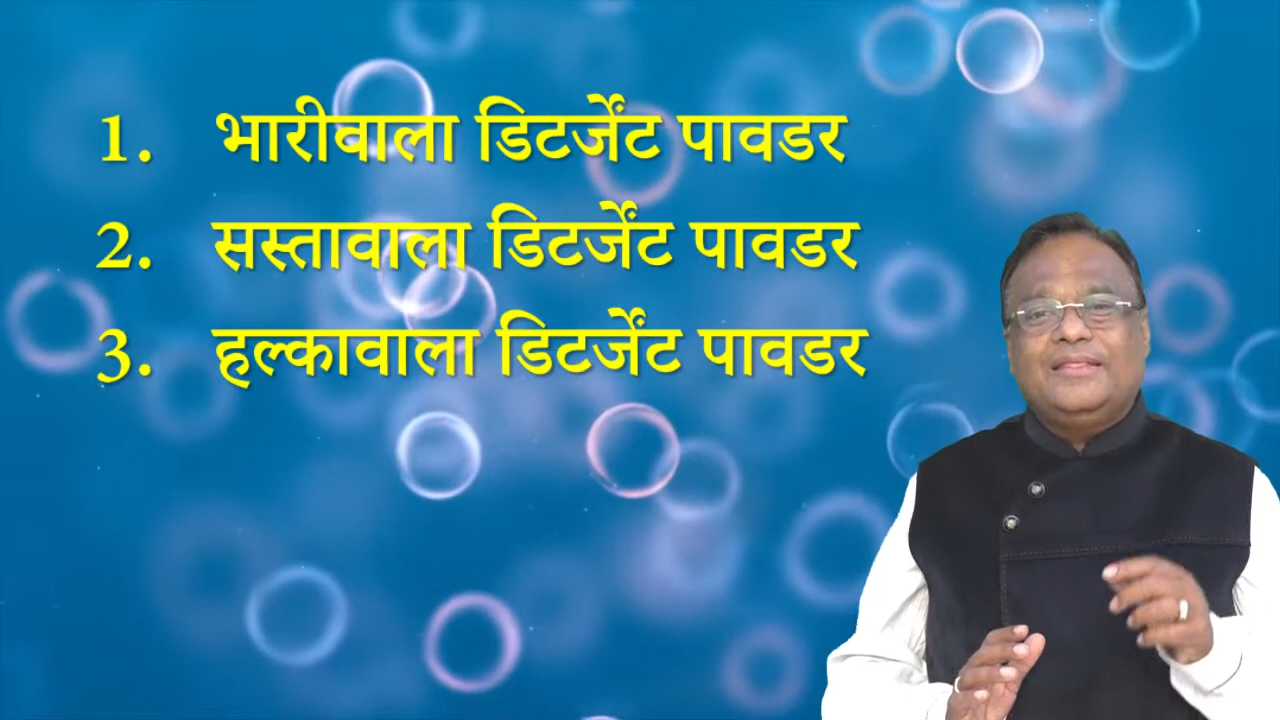 1. भारीवाला डिटर्जेंट पावडर
2. सस्तावाला डिटर्जेंट पावडर
3. हल्कावाला डिटर्जेंट पावडर